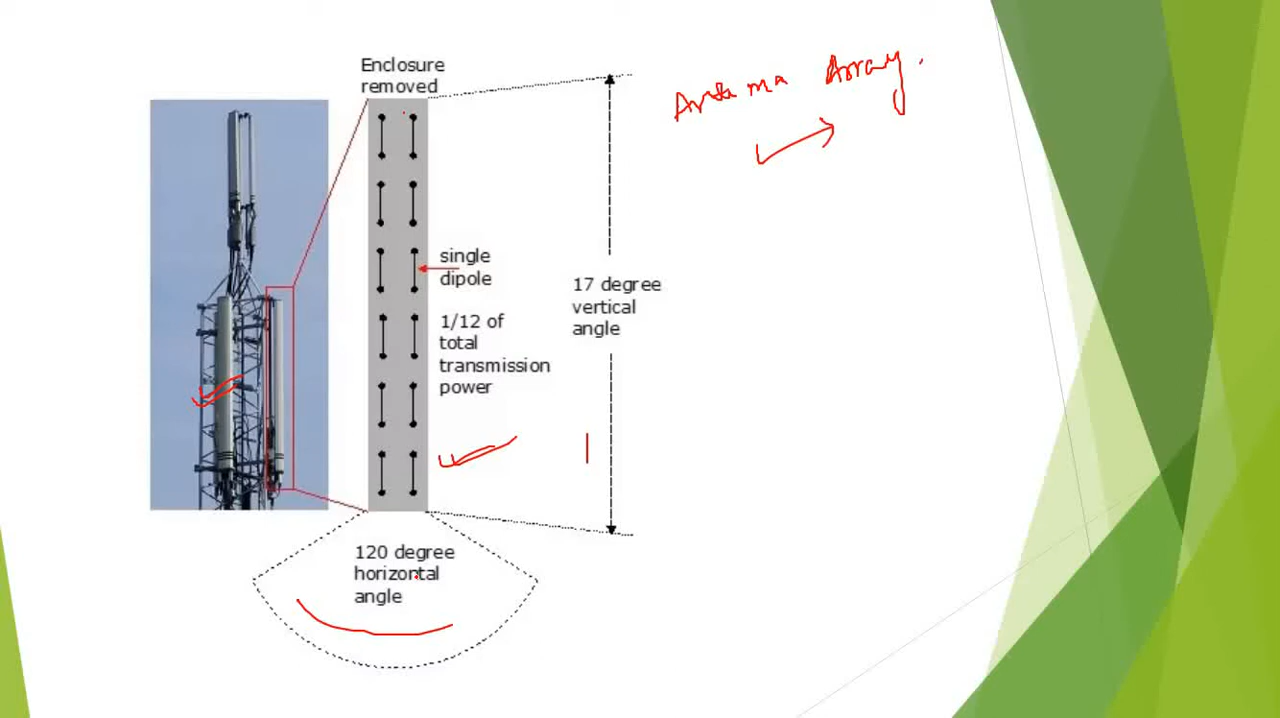 Enclosure
removed
Antenna Array.
single
dipole
1/12 of
total
transmission
power
17 degree
vertical
angle
120 degree
horizontal
angle